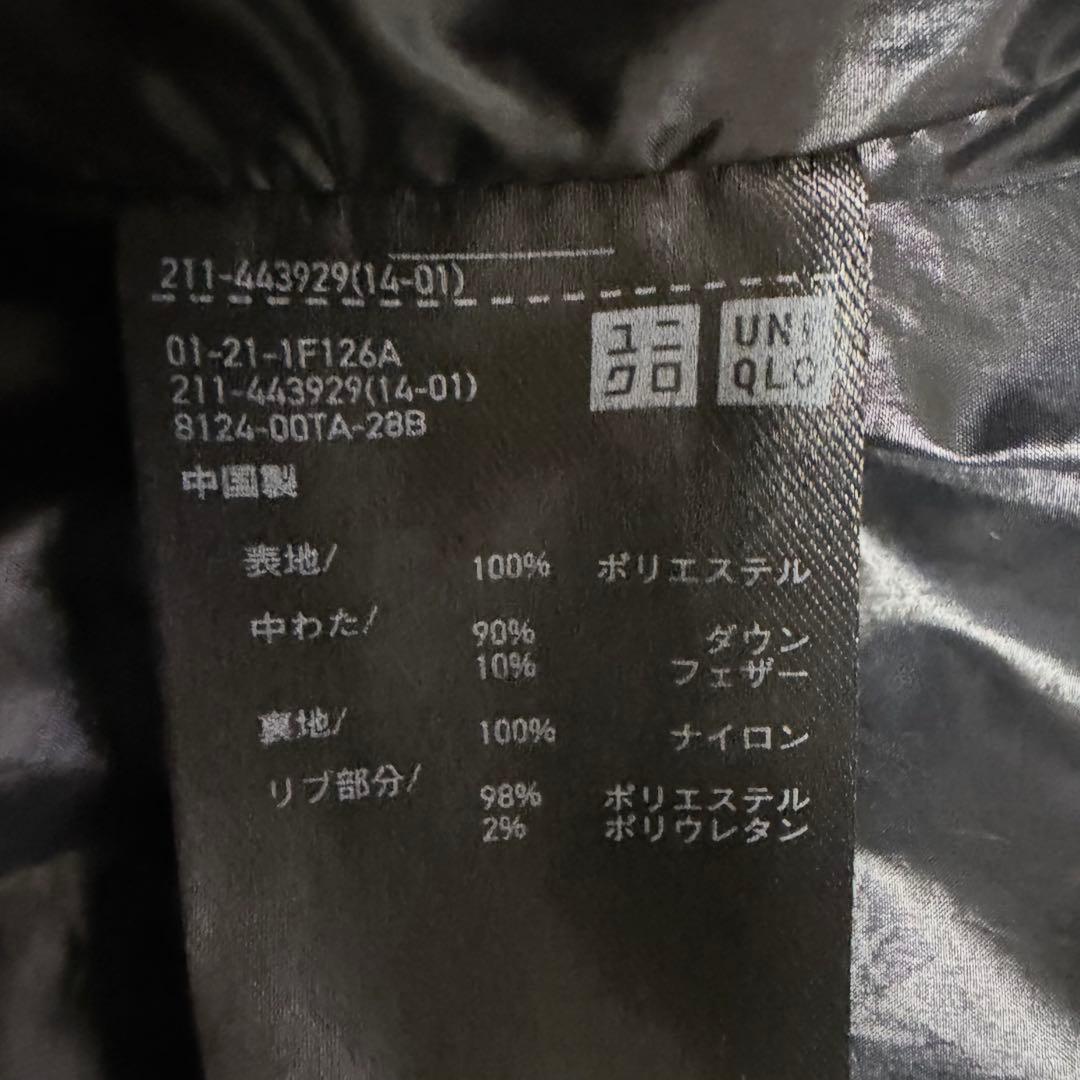 211-443929(14-01)
ユニクロ
UNIQLO
01-21-1F126A
211-443929(14-01)
8124-00TA-28B
中国製
表地/ 100% ポリエステル
中わた/ 90% ダウン
10% フェザー
裏地/ 100% ナイロン
リブ部分/ 98% ポリエステル
2% ポリウレタン